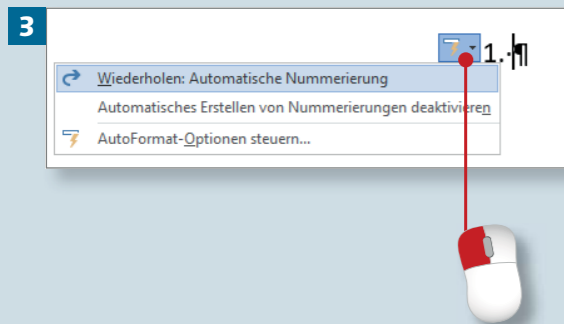 3
1.·¶
Wiederholen: Automatische Nummerierung
Automatisches Erstellen von Nummerierungen deaktivieren
AutoFormat-Optionen steuern...